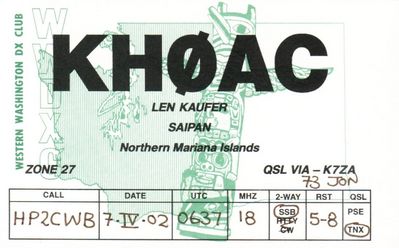 WESTERN WASHINGTON DX CLUB
WWDXC
KHØAC
LEN KAUFER
SAIPAN
Northern Mariana Islands
ZONE 27
QSL VIA – K7ZA
73 JON
CALL DATE UTC MHZ 2-WAY RST QSL
HP2CWB 7-IV-02 0637 18 SSB 5-8 PSE
RTTY
CW TNX